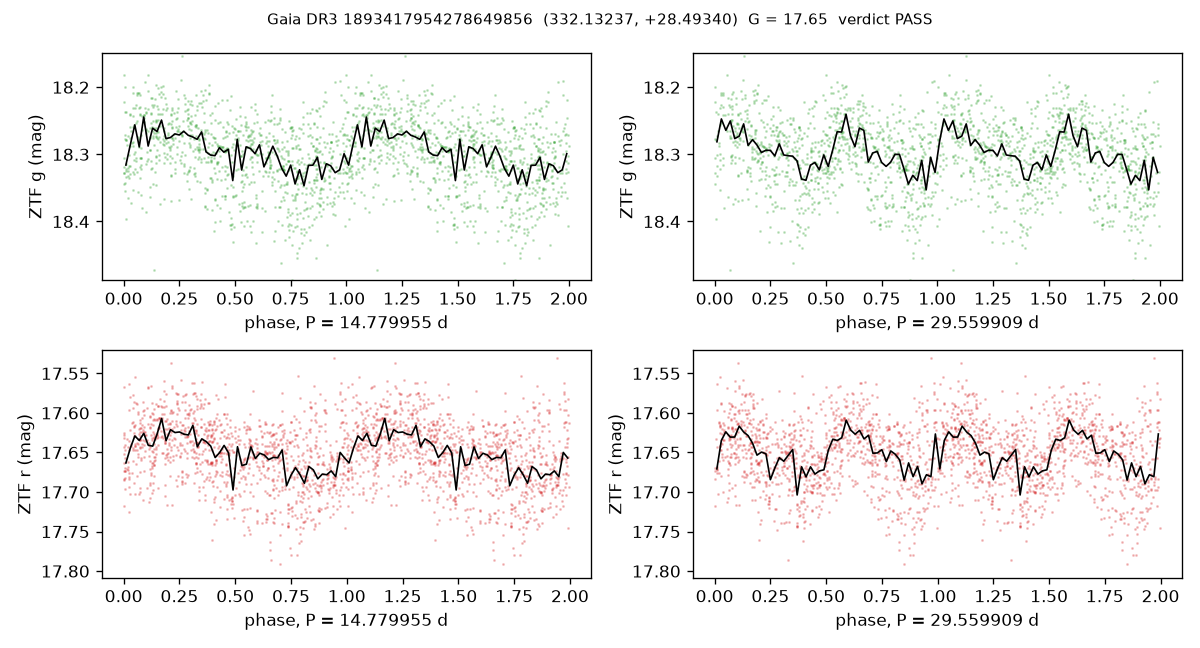 Gaia DR3 1893417954278649856  (332.13237, +28.49340)  G = 17.65  verdict PASS
ZTF g (mag)
18.2
18.3
18.4
0.00 0.25 0.50 0.75 1.00 1.25 1.50 1.75 2.00
phase, P = 14.779955 d
ZTF g (mag)
18.2
18.3
18.4
0.00 0.25 0.50 0.75 1.00 1.25 1.50 1.75 2.00
phase, P = 29.559909 d
ZTF r (mag)
17.55
17.60
17.65
17.70
17.75
17.80
0.00 0.25 0.50 0.75 1.00 1.25 1.50 1.75 2.00
phase, P = 14.779955 d
ZTF r (mag)
17.55
17.60
17.65
17.70
17.75
17.80
0.00 0.25 0.50 0.75 1.00 1.25 1.50 1.75 2.00
phase, P = 29.559909 d